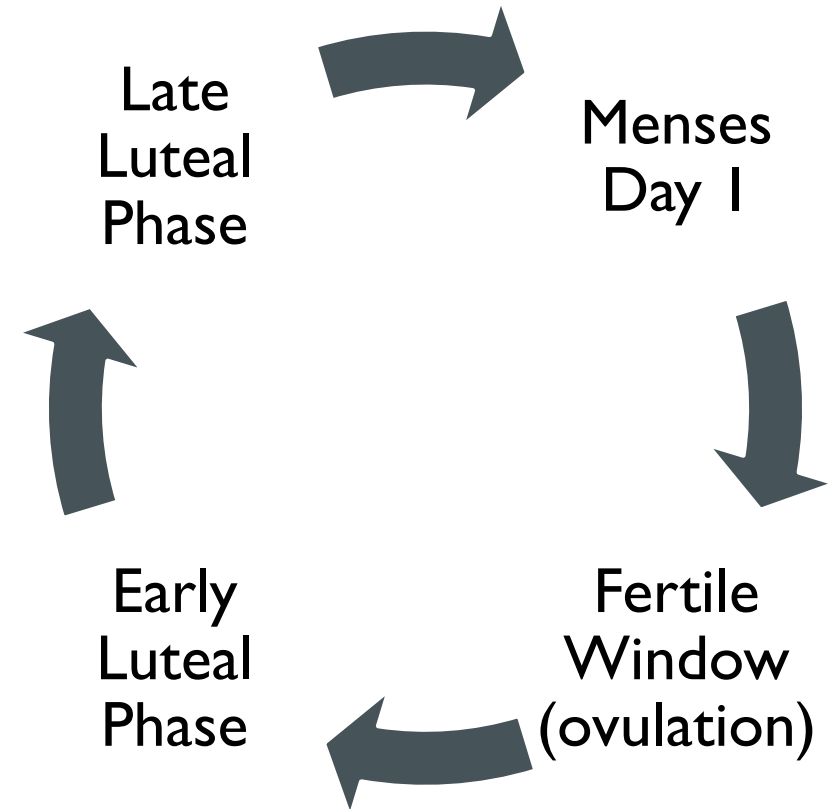 Late
Luteal
Phase
Menses
Day 1
Fertile
Window
(ovulation)
Early
Luteal
Phase